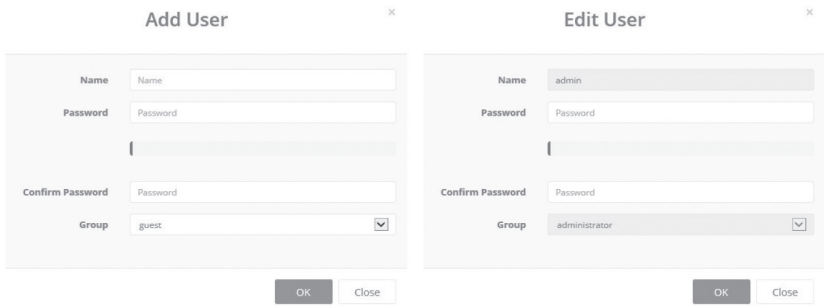 Add User
×
Name
Name
Password
Password
Confirm Password
Password
Group
guest
OK
Close
Edit User
×
Name
admin
Password
Password
Confirm Password
Password
Group
administrator
OK
Close